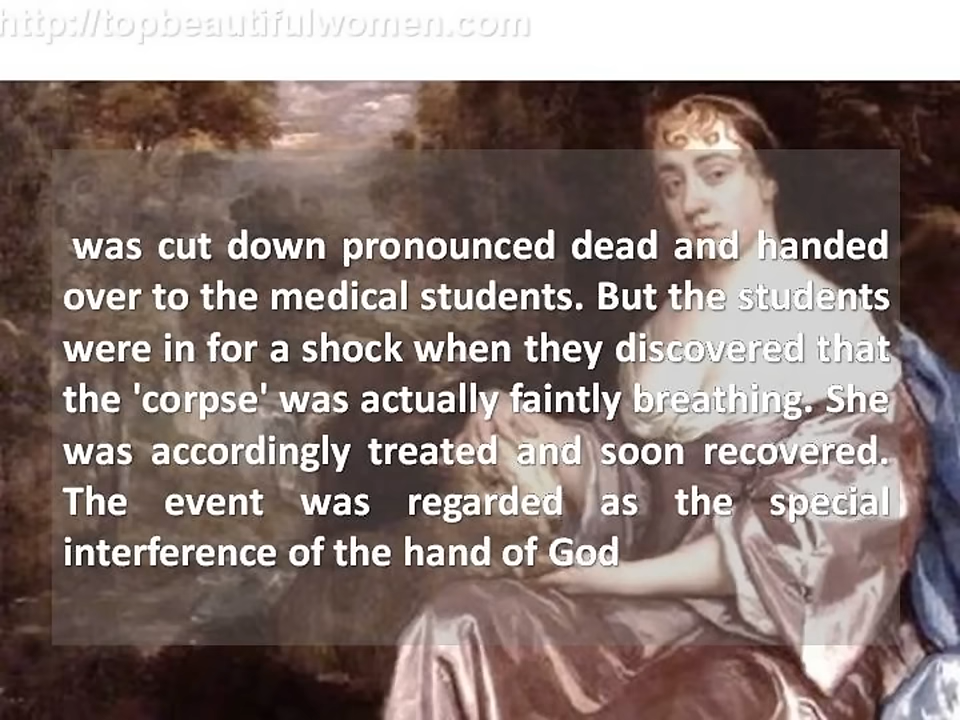 http://topbeautifulwomen.com
was cut down pronounced dead and handed
over to the medical students. But the students
were in for a shock when they discovered that
the 'corpse' was actually faintly breathing. She
was accordingly treated and soon recovered.
The event was regarded as the special
interference of the hand of God